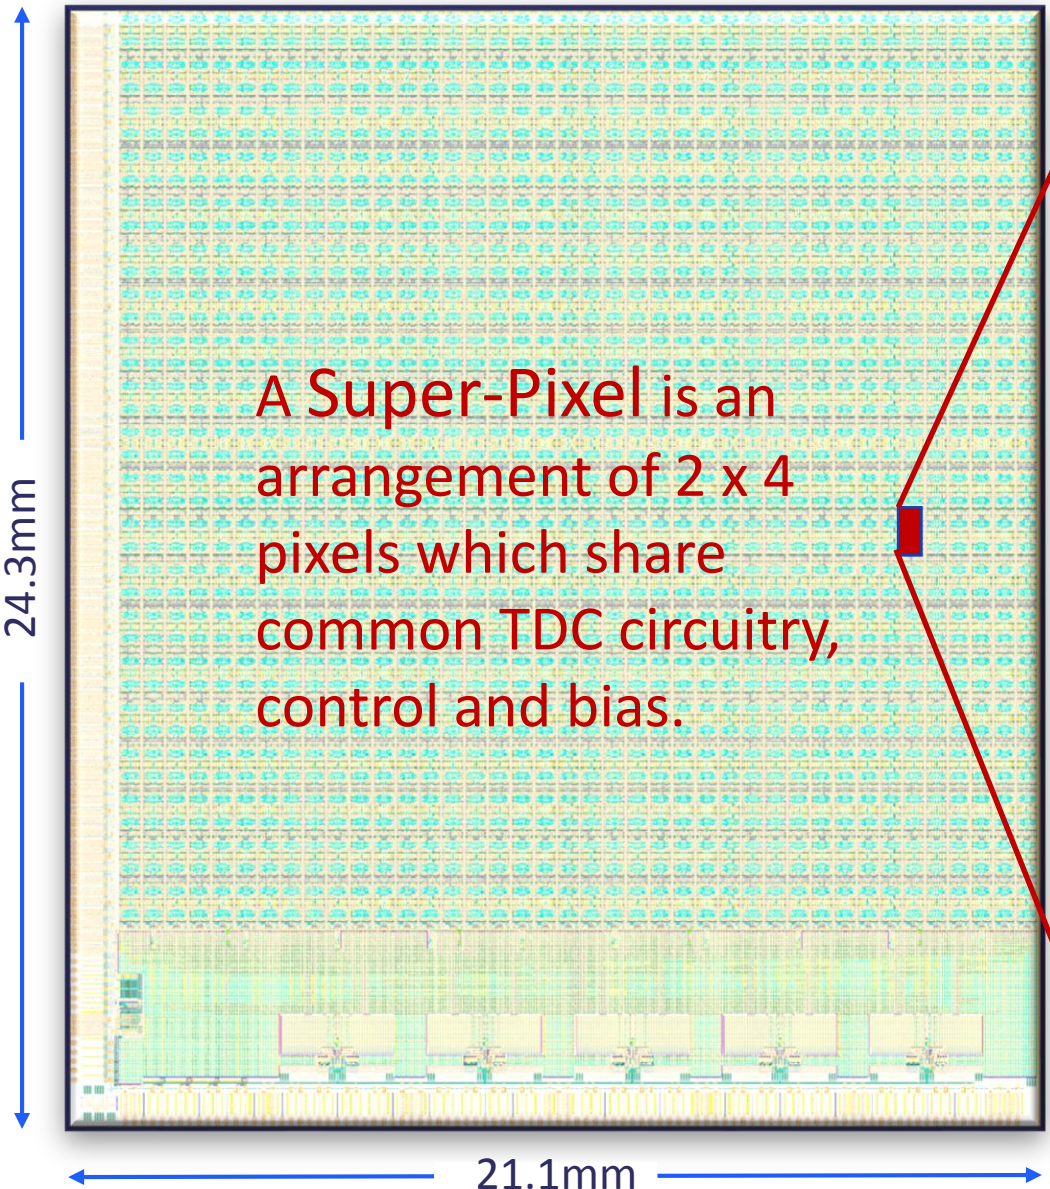 A Super-Pixel is an
arrangement of 2 x 4
pixels which share
common TDC circuitry,
control and bias.
24.3mm
21.1mm